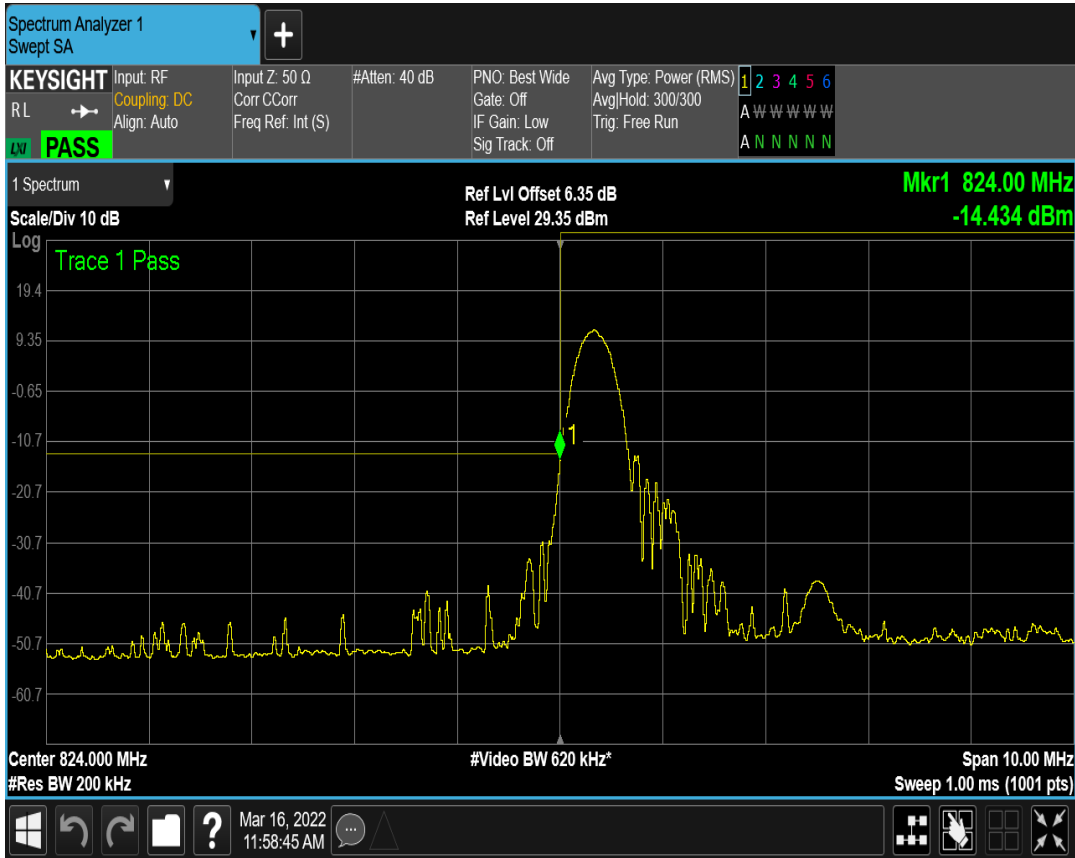 Spectrum Analyzer 1
Swept SA
+
KEYSIGHT
R L
LXI PASS
Input: RF
Coupling: DC
Align: Auto
Input Z: 50 Ω
Corr CCorr
Freq Ref: Int (S)
#Atten: 40 dB
PNO: Best Wide
Gate: Off
IF Gain: Low
Sig Track: Off
Avg Type: Power (RMS)
Avg|Hold: 300/300
Trig: Free Run
1 2 3 4 5 6
A W W W W W
A N N N N N
1 Spectrum
Scale/Div 10 dB
Ref Lvl Offset 6.35 dB
Ref Level 29.35 dBm
Mkr1 824.00 MHz
-14.434 dBm
Log
Trace 1 Pass
19.4
9.35
-0.65
-10.7
-20.7
-30.7
-40.7
-50.7
-60.7
1
Center 824.000 MHz
#Res BW 200 kHz
#Video BW 620 kHz*
Span 10.00 MHz
Sweep 1.00 ms (1001 pts)
?
Mar 16, 2022
11:58:45 AM